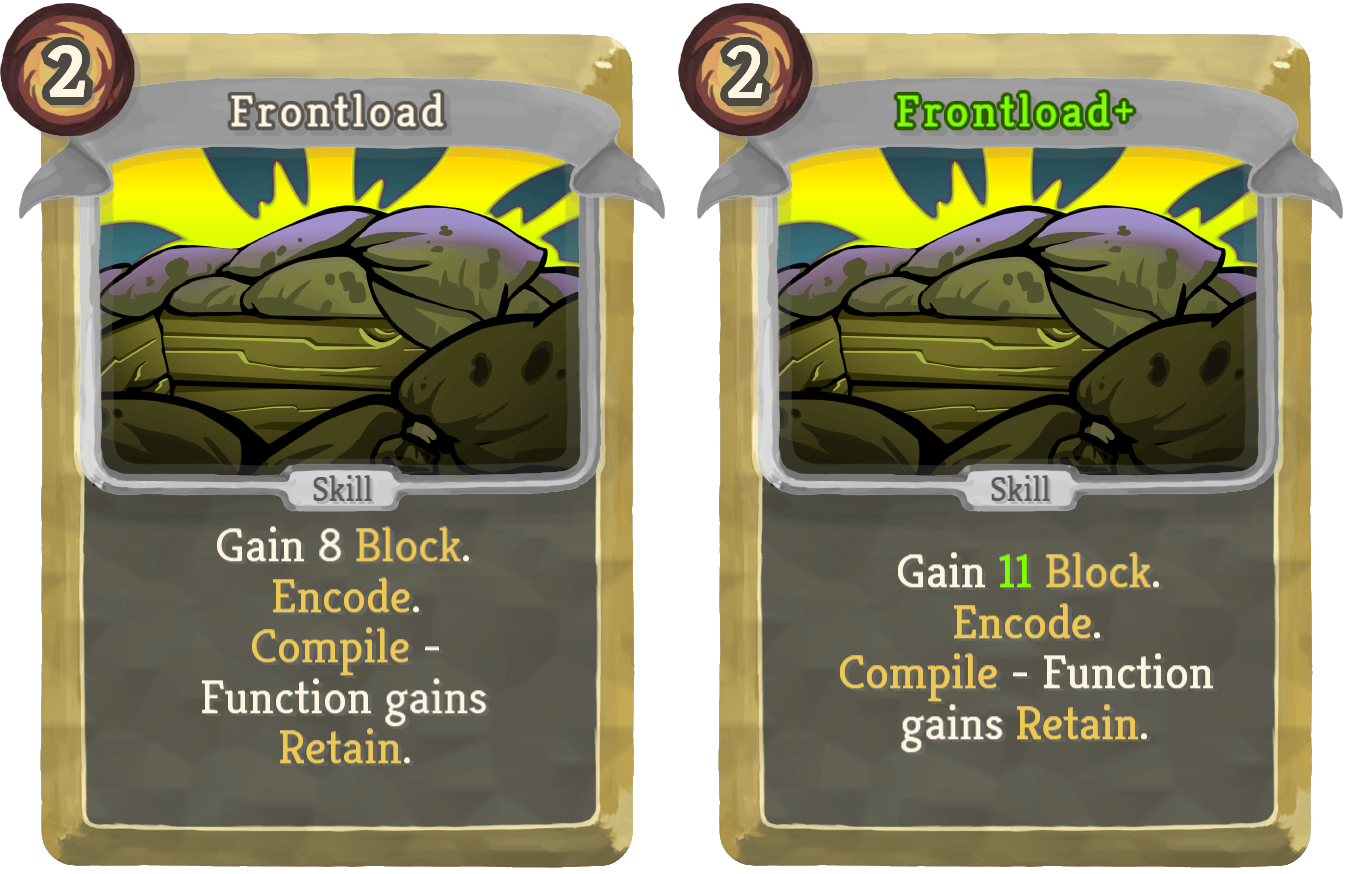 2
Frontload
Skill
Gain 8 Block.
Encode.
Compile -
Function gains
Retain.
2
Frontload+
Skill
Gain 11 Block.
Encode.
Compile - Function
gains Retain.